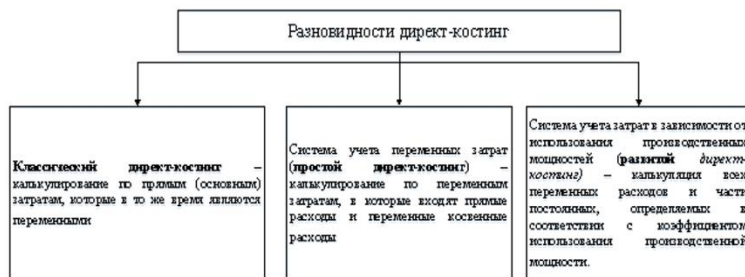 Разновидности директ-костинг
Классический директ-костинг –
калькулирование по прямым (основным)
затратам, которые в то же время являются
переменными
Система учета переменных затрат
(простой директ-костинг) –
калькулирование по переменным
затратам, в которые входят прямые
расходы и переменные косвенные
расходы
Система учета затрат в зависимости от
использования производственных
мощностей (развитой директ-
костинг) – калькуляция всех
переменных расходов и части
постоянных, определяемых в
соответствии с коэффициентом
использования производственной
мощности.